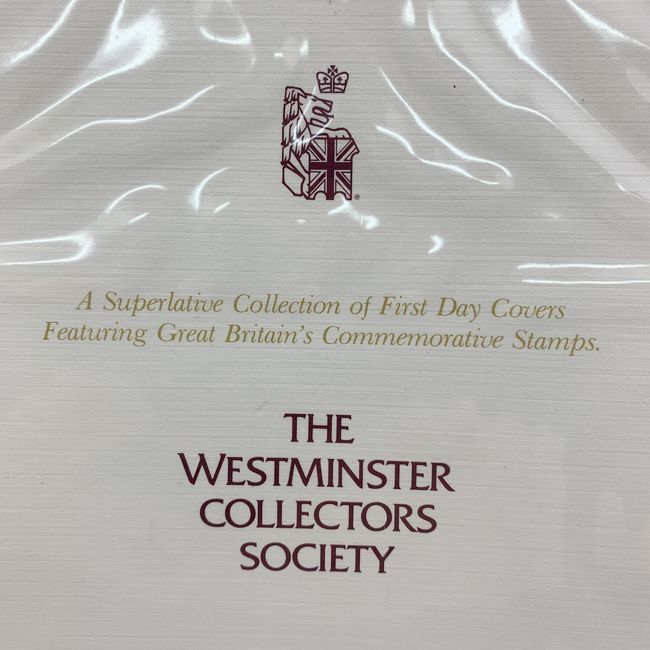 ®
A Superlative Collection of First Day Covers
Featuring Great Britain's Commemorative Stamps.
THE
WESTMINSTER
COLLECTORS
SOCIETY